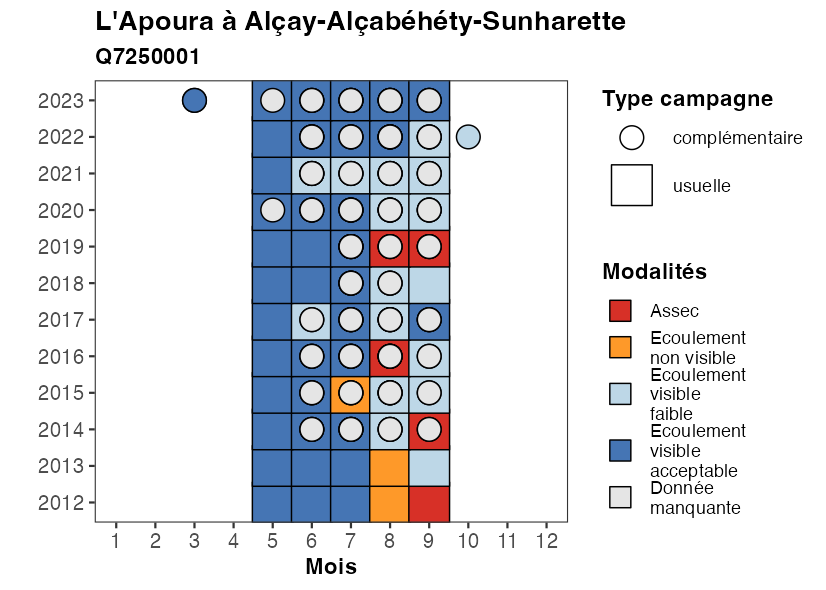 L'Apoura à Alçay-Alçabéhéty-Sunharette
Q7250001
2023
2022
2021
2020
2019
2018
2017
2016
2015
2014
2013
2012
1 2 3 4 5 6 7 8 9 10 11 12
Mois
Type campagne
complémentaire
usuelle
Modalités
Assec
Ecoulement
non visible
Ecoulement
visible
faible
Ecoulement
visible
acceptable
Donnée
manquante